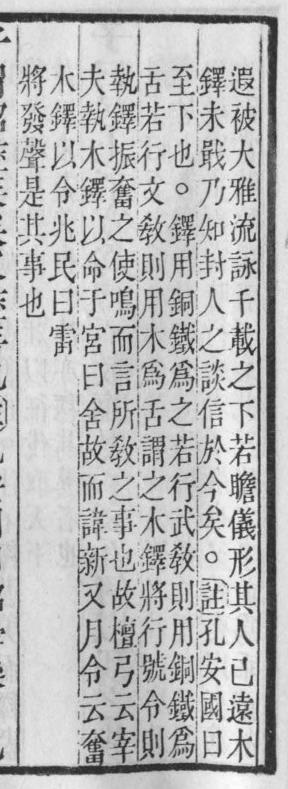 遐被大雅流詠千載之下若瞻儀形其人已遠木
鐸未戢乃知封人之談信於今矣。註孔安國曰
至下也。鐸用銅鐵爲之若行武敎則用銅鐵爲
舌若行文敎則用木爲舌謂之木鐸將行號令則
執鐸振奮之使鳴而言所敎之事也故檀弓云宰
夫執木鐸以命于宮曰舍故而諱新又月令云奮
木鐸以令兆民曰雷
將發聲是其事也